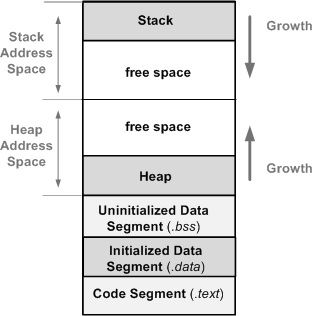 Stack
Growth
Stack
Address
Space
free space
free space
Heap
Address
Space
Growth
Heap
Uninitialized Data
Segment (.bss)
Initialized Data
Segment (.data)
Code Segment (.text)